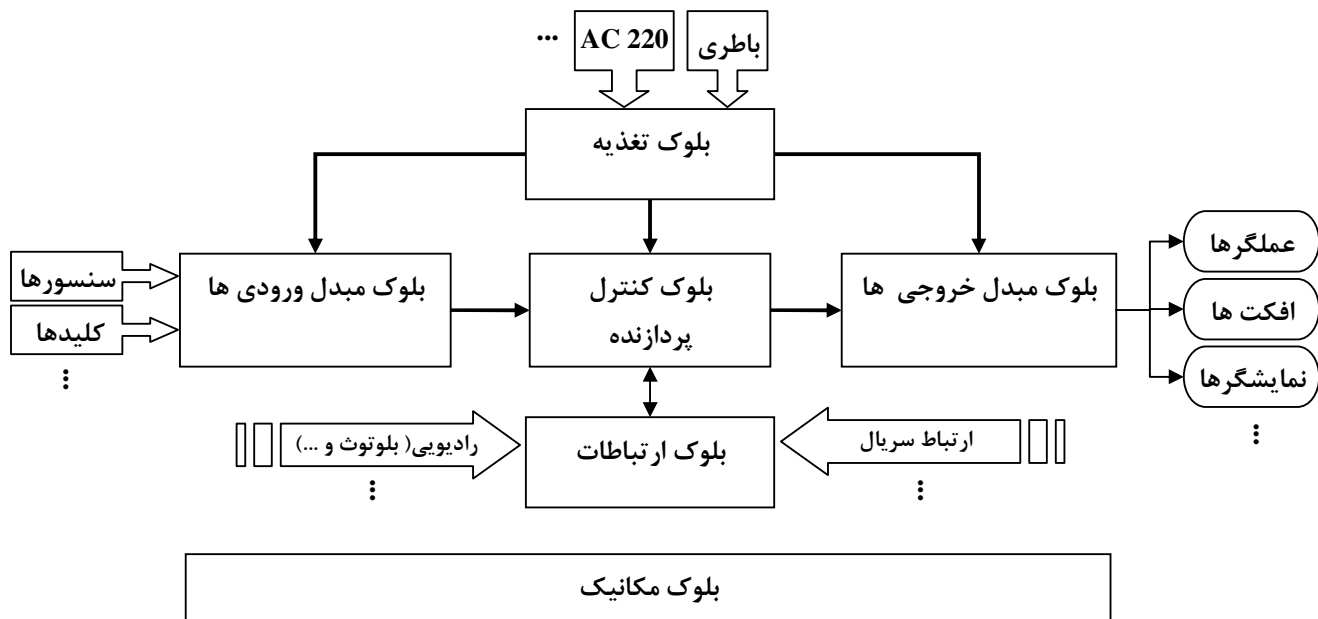 باطری
AC 220
...
بلوک تغذیه
سنسورها
کلیدها
...
بلوک مبدل ورودی ها
بلوک کنترل
پردازنده
بلوک مبدل خروجی ها
عملگرها
افکت ها
نمایشگرها
...
رادیویی( بلوتوث و ...)
...
بلوک ارتباطات
ارتباط سریال
...
بلوک مکانیک